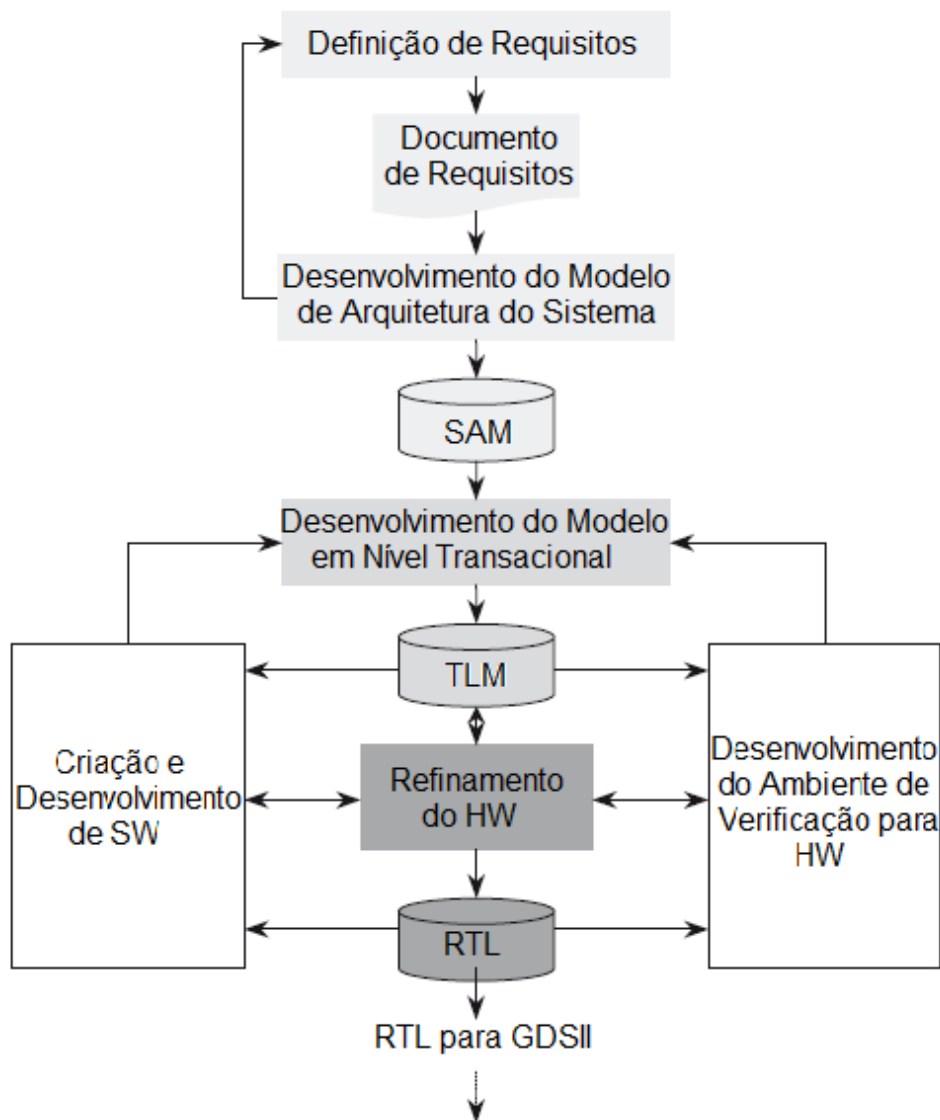 Definição de Requisitos
Documento
de Requisitos
Desenvolvimento do Modelo
de Arquitetura do Sistema
SAM
Desenvolvimento do Modelo
em Nível Transacional
TLM
Criação e
Desenvolvimento
de SW
Refinamento
do HW
Desenvolvimento
do Ambiente de
Verificação para
HW
RTL
RTL para GDSII